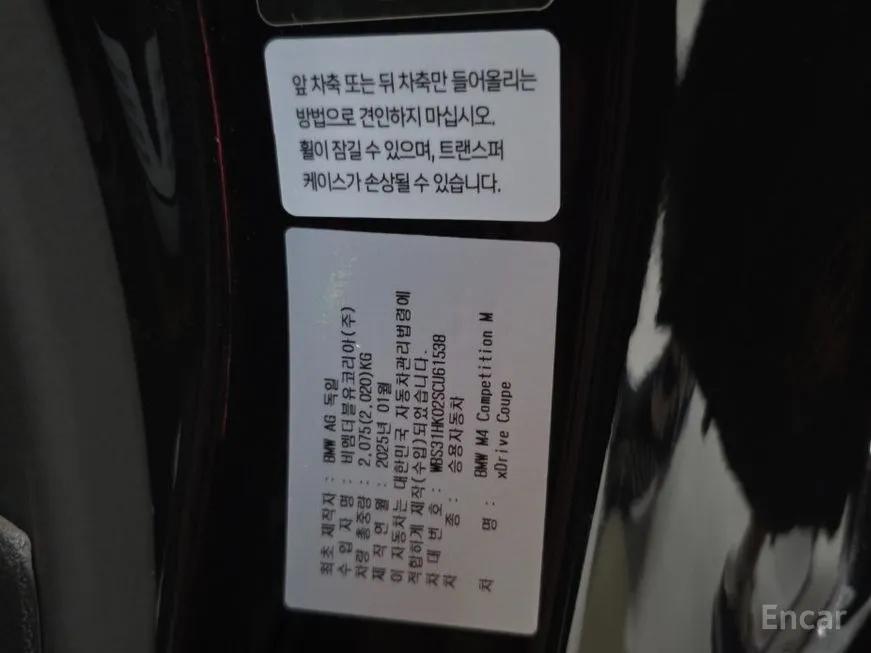 앞 차축 또는 뒤 차축만 들어올리는
방법으로 견인하지 마십시오.
휠이 잠길 수 있으며, 트랜스퍼
케이스가 손상될 수 있습니다.
최초 제작자 : BMW AG 독일
수 입 자 명 : 비엠더블유코리아(주)
차량 총중량 : 2,075(2,020)KG
제 작 연 월 : 2025년 01월
이 자동차는 대한민국 자동차관리법령에
적합하게 제작(수입)되었습니다.
차 대 번 호 : WBS31HK02SCU61538
차 종 : 승용자동차
차 명 : BMW M4 Competition M
xDrive Coupe
Encar